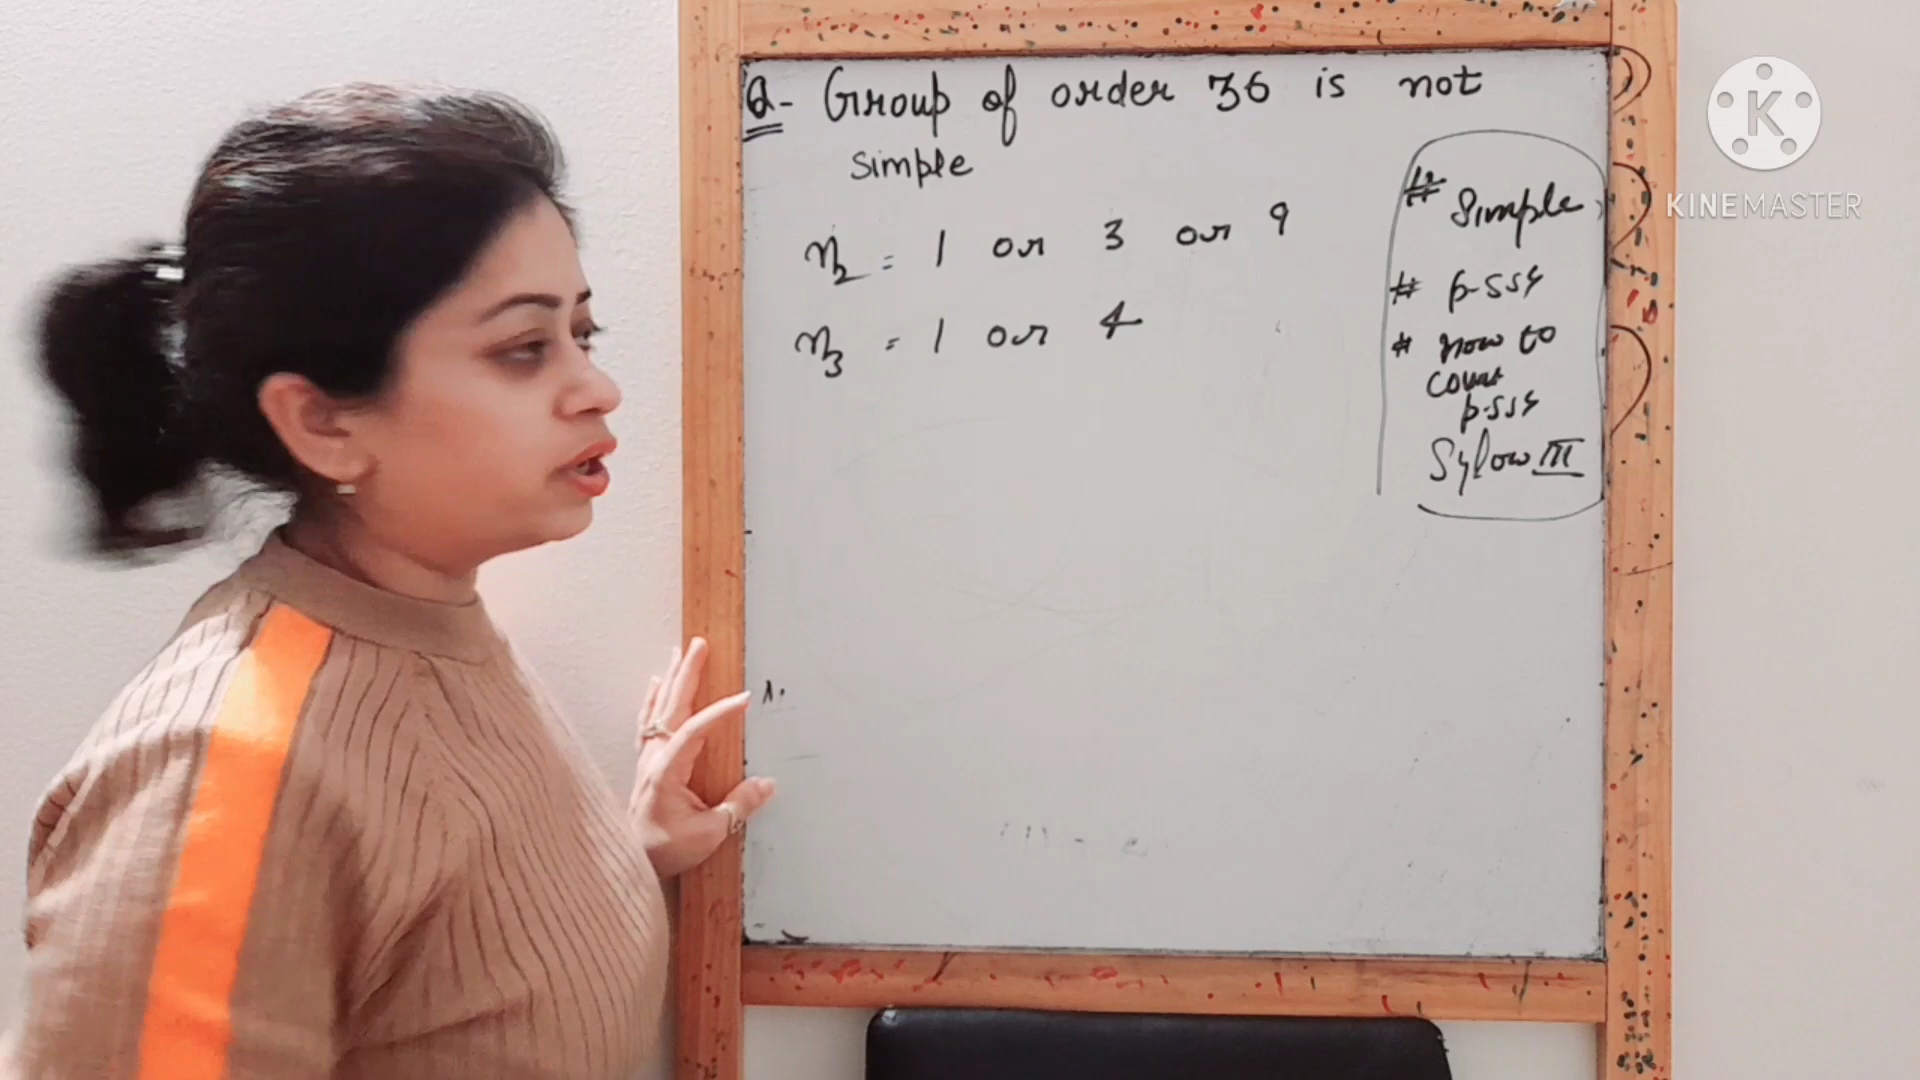 Q- Group of order 36 is not
simple
n2 = 1 or 3 or 9
n3 = 1 or 4
# Simple
# p-SSG
# How to
count
p-SSG
Sylow III
1.
K
KINEMASTER